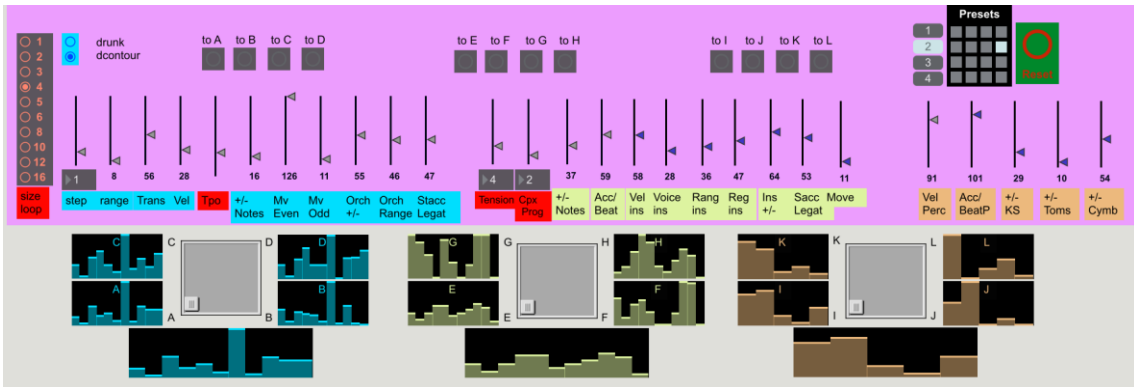 Presets
1
2
3
4
5
6
8
10
12
16
size
loop
drunk
dcontour
to A to B to C to D
to E to F to G to H
to I to J to K to L
1
2
3
4
Reset
1 8 56 28 16 126 11 55 46 47
4 2 37 59 58 28 36 47 64 53 11
91 101 29 10 54
step range Trans Vel
Tpo
+/-
Notes
Mv
Even
Mv
Odd
Orch
+/-
Orch
Range
Stacc
Legat
Tension
Cpx
Prog
+/-
Notes
Acc/
Beat
Vel
ins
Voice
ins
Rang
ins
Reg
ins
Ins
+/-
Sacc
Legat
Move
Vel
Perc
Acc/
BeatP
+/-
KS
+/-
Toms
+/-
Cymb
C C D D
A A B B
G G H H
E E F F
K K L L
I I J J